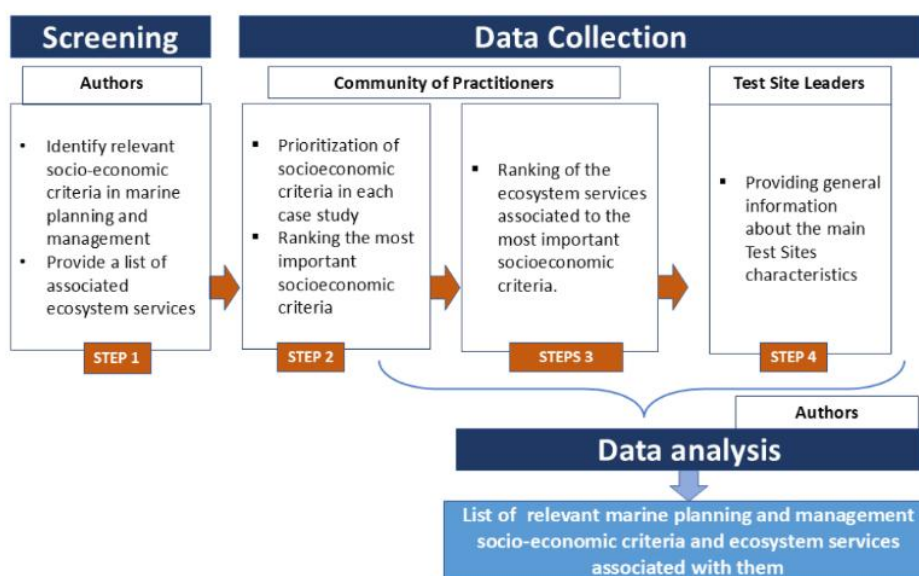 Screening
Authors
• Identify relevant
socio-economic
criteria in marine
planning and
management
• Provide a list of
associated
ecosystem services
STEP 1
Data Collection
Community of Practitioners
▪ Prioritization of
socioeconomic
criteria in each
case study
▪ Ranking the most
important
socioeconomic
criteria
STEP 2
▪ Ranking of the
ecosystem services
associated to the
most important
socioeconomic
criteria.
STEPS 3
Test Site Leaders
▪ Providing general
information
about the main
Test Sites
characteristics
STEP 4
Authors
Data analysis
List of relevant marine planning and management
socio-economic criteria and ecosystem services
associated with them